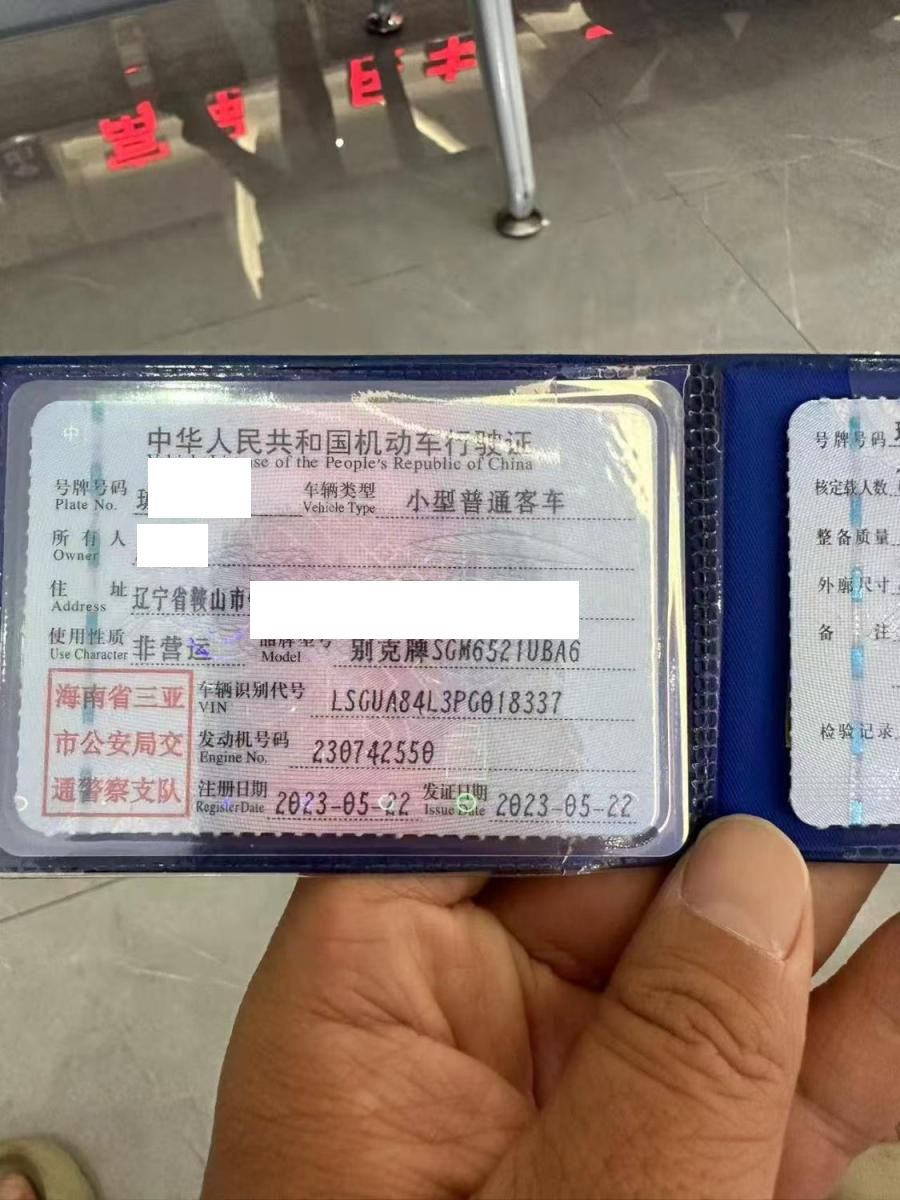 中
中华人民共和国机动车行驶证
se of the People's Republic of China
号牌号码
Plate No.
车辆类型 小型普通客车
Vehicle Type
所有人
Owner
住址 辽宁省鞍山市
Address
使用性质 非营运
Use Character
品牌型号 别克牌SGM6521UBA6
Model
海南省三亚
市公安局交
通警察支队
车辆识别代号 LSGUA84L3PG018337
VIN
发动机号码 230742550
Engine No.
注册日期 2023-05-22
Register Date
发证日期 2023-05-22
Issue Date
号牌号码
核定载人数
整备质量
外廓尺寸
备注
检验记录